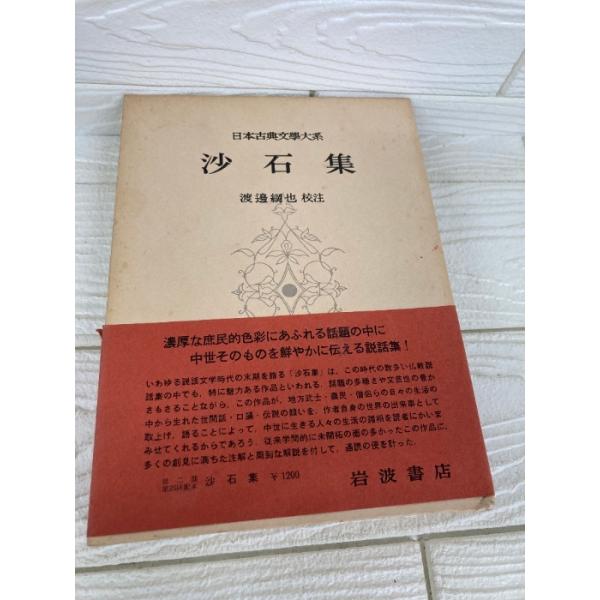 日本古典文學大系
沙石集
渡邊綱也 校注
濃厚な庶民的色彩にあふれる話題の中に
中世そのものを鮮やかに伝える説話集！
いわゆる説話文学時代の末期を飾る「沙石集」は、この時代の数多い仏教説
話集の中でも、特に魅力ある作品といわれる。話題の多種さや文芸性の豊か
さもさることながら、この作品が、地方武士・農民・僧侶らの日々の生活の
中から生れた世間話・口誦・伝説の類いを、作者自身の世界の出来事として
取上げ、語ることによって、中世に生きる人々の生活の諸相を読者にかいま
みせてくれるからであろう。従来学問的に未開拓の面の多かったこの作品に、
多くの創見に満ちた注解と周到な解説を付して、通読の便を計った。
沙石集 ￥1200
岩波書店